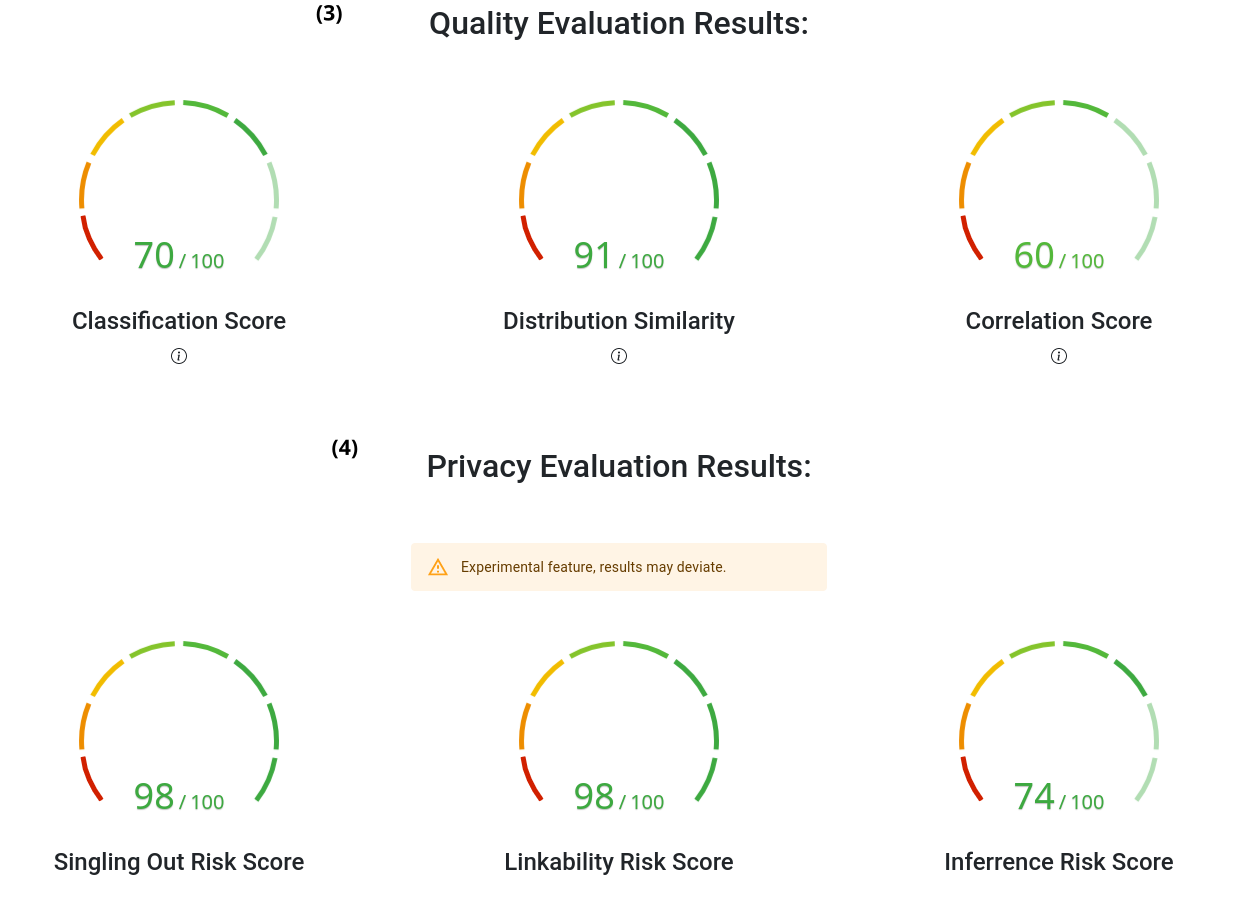 (3)
Quality Evaluation Results:
70 / 100
91 / 100
60 / 100
Classification Score
Distribution Similarity
Correlation Score
(4)
Privacy Evaluation Results:
Experimental feature, results may deviate.
98 / 100
98 / 100
74 / 100
Singling Out Risk Score
Linkability Risk Score
Inferrence Risk Score